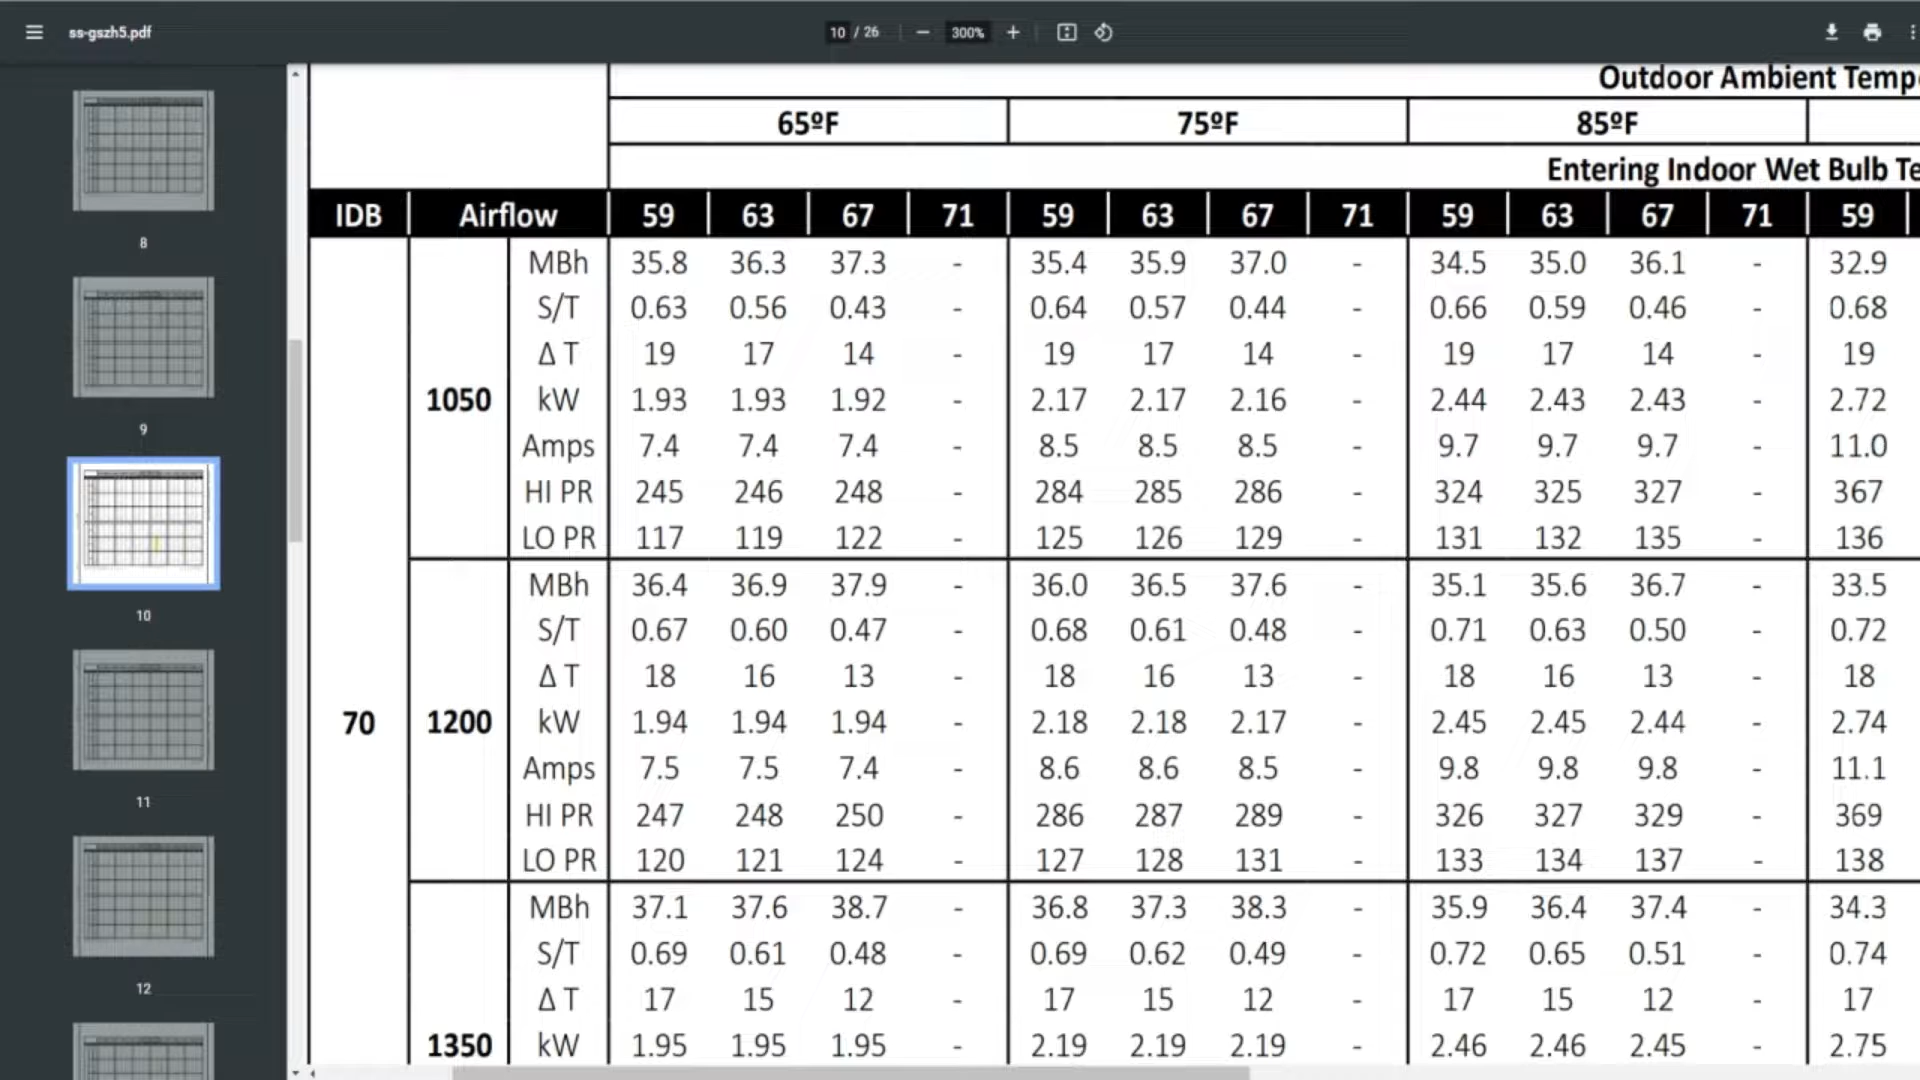 ss-gszh5.pdf
10 / 26
300%
8
9
10
11
12
Outdoor Ambient
65ºF 75ºF 85ºF
Entering Indoor Wet Bulb
IDB Airflow 59 63 67 71 59 63 67 71 59 63 67 71 59
MBh 35.8 36.3 37.3 - 35.4 35.9 37.0 - 34.5 35.0 36.1 - 32.9
S/T 0.63 0.56 0.43 - 0.64 0.57 0.44 - 0.66 0.59 0.46 - 0.68
Δ T 19 17 14 - 19 17 14 - 19 17 14 - 19
1050 kW 1.93 1.93 1.92 - 2.17 2.17 2.16 - 2.44 2.43 2.43 - 2.72
Amps 7.4 7.4 7.4 - 8.5 8.5 8.5 - 9.7 9.7 9.7 - 11.0
HI PR 245 246 248 - 284 285 286 - 324 325 327 - 367
LO PR 117 119 122 - 125 126 129 - 131 132 135 - 136
MBh 36.4 36.9 37.9 - 36.0 36.5 37.6 - 35.1 35.6 36.7 - 33.5
S/T 0.67 0.60 0.47 - 0.68 0.61 0.48 - 0.71 0.63 0.50 - 0.72
Δ T 18 16 13 - 18 16 13 - 18 16 13 - 18
70 1200 kW 1.94 1.94 1.94 - 2.18 2.18 2.17 - 2.45 2.45 2.44 - 2.74
Amps 7.5 7.5 7.4 - 8.6 8.6 8.5 - 9.8 9.8 9.8 - 11.1
HI PR 247 248 250 - 286 287 289 - 326 327 329 - 369
LO PR 120 121 124 - 127 128 131 - 133 134 137 - 138
MBh 37.1 37.6 38.7 - 36.8 37.3 38.3 - 35.9 36.4 37.4 - 34.3
S/T 0.69 0.61 0.48 - 0.69 0.62 0.49 - 0.72 0.65 0.51 - 0.74
Δ T 17 15 12 - 17 15 12 - 17 15 12 - 17
1350 kW 1.95 1.95 1.95 - 2.19 2.19 2.19 - 2.46 2.46 2.45 - 2.75